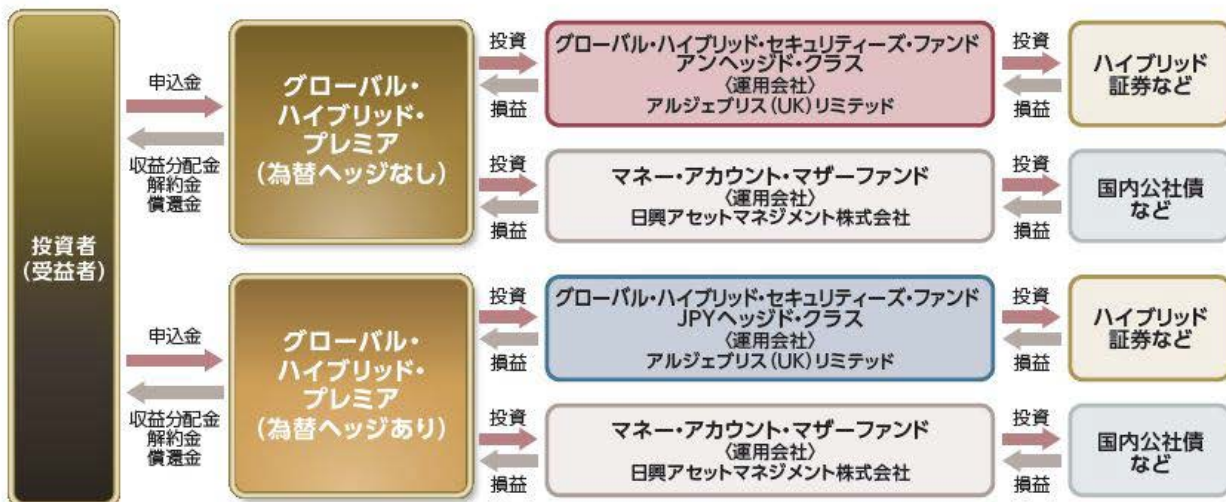 投資者
(受益者)
申込金
収益分配金
解約金
償還金
グローバル・
ハイブリッド・
プレミア
(為替ヘッジなし)
投資
損益
グローバル・ハイブリッド・セキュリティーズ・ファンド
アンヘッジド・クラス
〈運用会社〉
アルジェブリス(UK)リミテッド
投資
損益
ハイブリッド
証券など
投資
損益
マネー・アカウント・マザーファンド
〈運用会社〉
日興アセットマネジメント株式会社
投資
損益
国内公社債
など
申込金
収益分配金
解約金
償還金
グローバル・
ハイブリッド・
プレミア
(為替ヘッジあり)
投資
損益
グローバル・ハイブリッド・セキュリティーズ・ファンド
JPYヘッジド・クラス
〈運用会社〉
アルジェブリス(UK)リミテッド
投資
損益
ハイブリッド
証券など
投資
損益
マネー・アカウント・マザーファンド
〈運用会社〉
日興アセットマネジメント株式会社
投資
損益
国内公社債
など